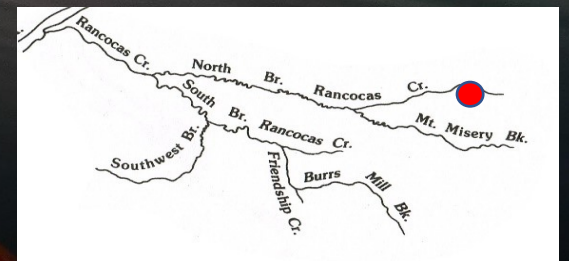 Rancocas Cr.
North Br. Rancocas Cr.
South Br. Rancocas Cr.
Mt. Misery Bk.
Southwest Br.
Friendship Cr.
Burrs Mill Bk.